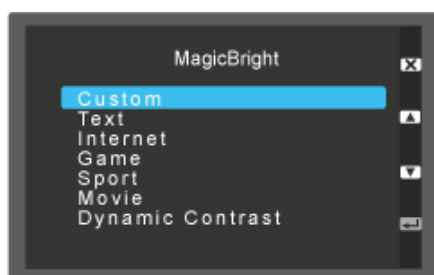 MagicBright
Custom
Text
Internet
Game
Sport
Movie
Dynamic Contrast